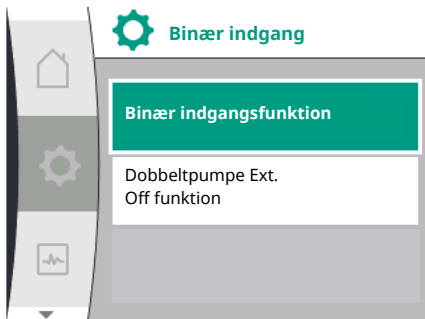 Binær indgang
Binær indgangsfunktion
Dobbeltpumpe Ext.
Off funktion